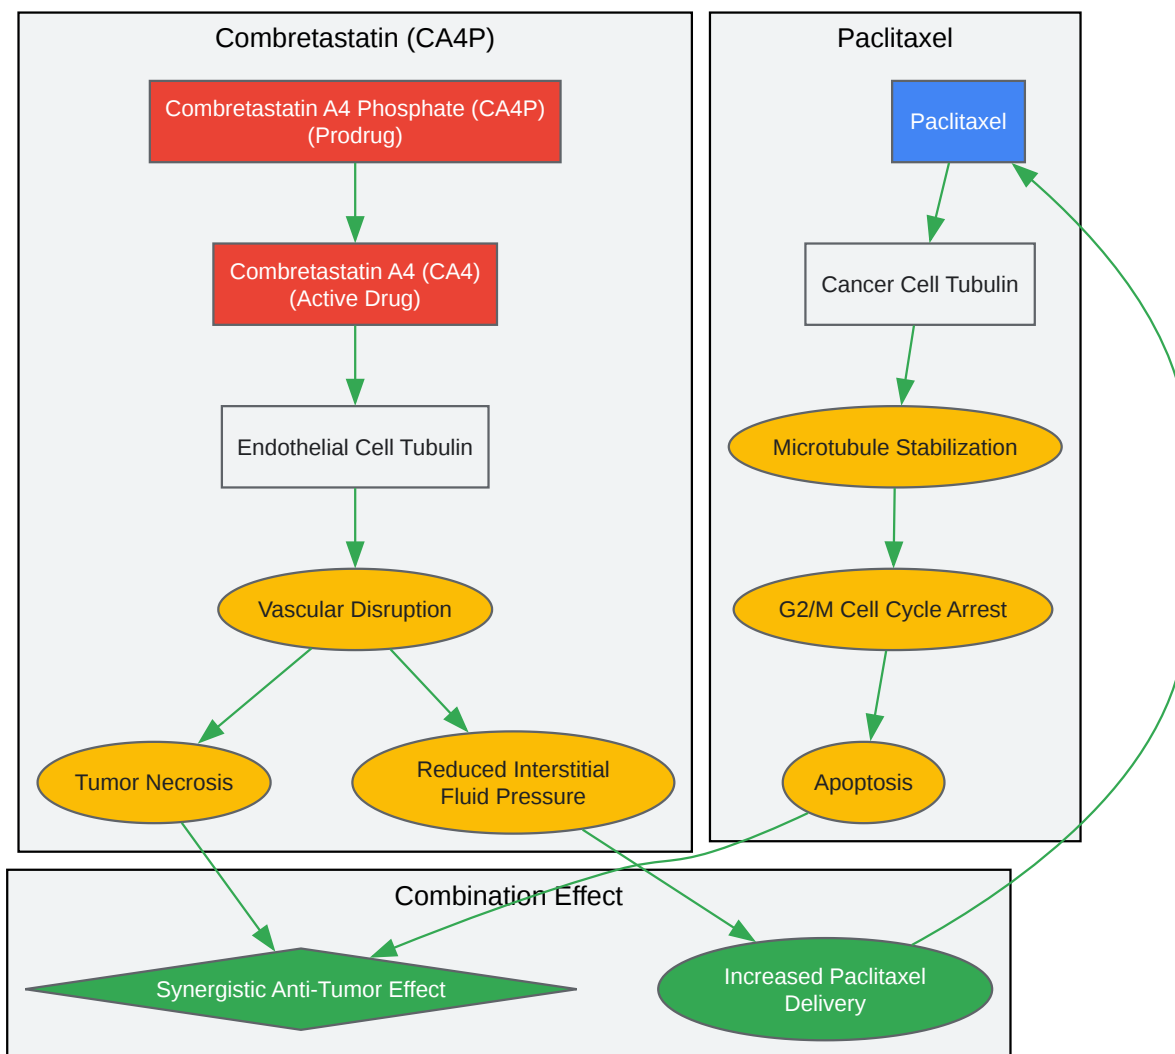 Combretastatin (CA4P)
Combretastatin A4 Phosphate (CA4P)
(Prodrug)
Combretastatin A4 (CA4)
(Active Drug)
Endothelial Cell Tubulin
Vascular Disruption
Tumor Necrosis
Reduced Interstitial
Fluid Pressure
Paclitaxel
Paclitaxel
Cancer Cell Tubulin
Microtubule Stabilization
G2/M Cell Cycle Arrest
Apoptosis
Combination Effect
Synergistic Anti-Tumor Effect
Increased Paclitaxel
Delivery